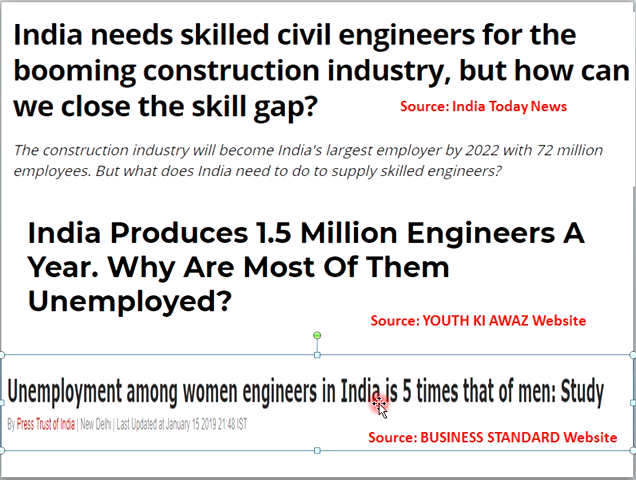 India needs skilled civil engineers for the
booming construction industry, but how can
we close the skill gap?
Source: India Today News
The construction industry will become India's largest employer by 2022 with 72 million
employees. But what does India need to do to supply skilled engineers?
India Produces 1.5 Million Engineers A
Year. Why Are Most Of Them
Unemployed?
Source: YOUTH KI AWAZ Website
Unemployment among women engineers in India is 5 times that of men: Study
By Press Trust of India | New Delhi | Last Updated at January 15 2019 21:48 IST
Source: BUSINESS STANDARD Website